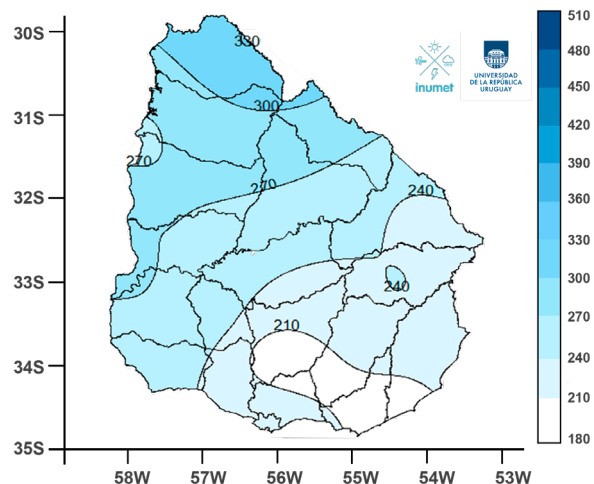 30S
31S
32S
33S
34S
35S
58W 57W 56W 55W 54W 53W
330
300
270
270
240
240
210
inumet
UNIVERSIDAD
DE LA REPÚBLICA
URUGUAY
510
480
450
420
390
360
330
300
270
240
210
180